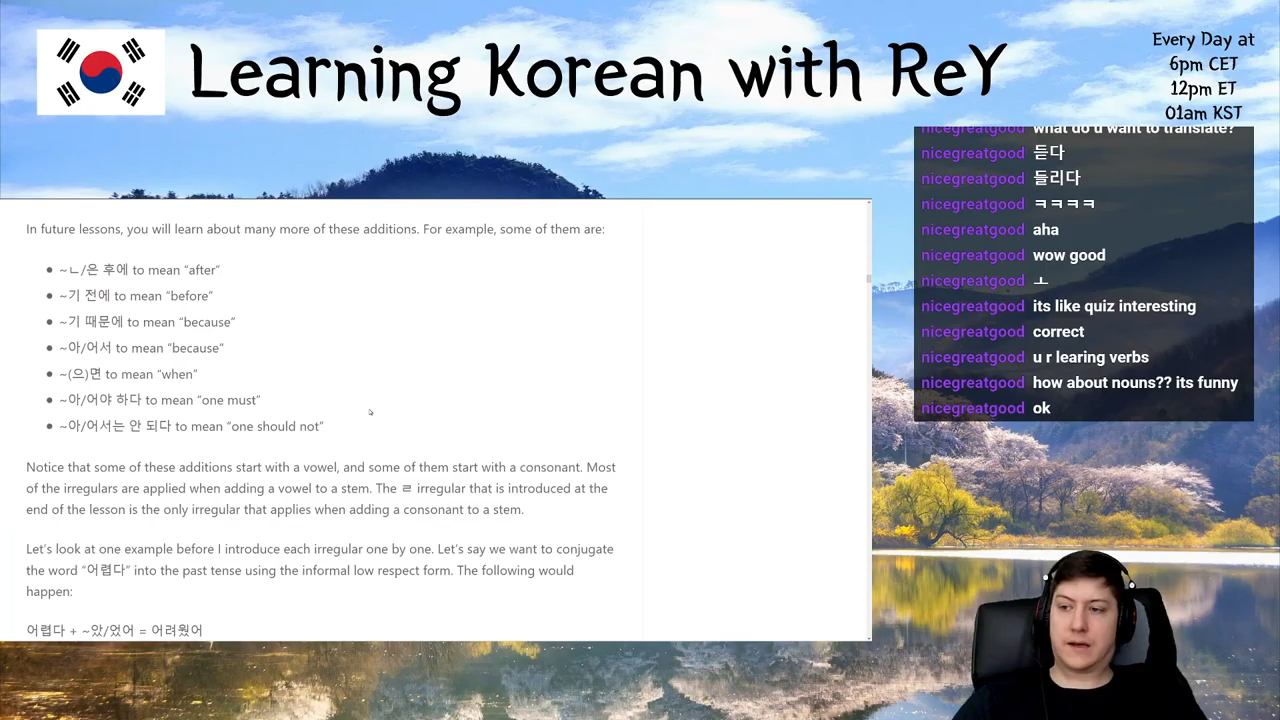 Learning Korean with ReY
Every Day at
6pm CET
12pm ET
01am KST
nicegreatgood what do u want to translate?
nicegreatgood 듣다
nicegreatgood 들리다
nicegreatgood ㅋㅋㅋㅋ
nicegreatgood aha
nicegreatgood wow good
nicegreatgood ㅗ
nicegreatgood its like quiz interesting
nicegreatgood correct
nicegreatgood u r learing verbs
nicegreatgood how about nouns?? its funny
nicegreatgood ok
In future lessons, you will learn about many more of these additions. For example, some of them are:
● ~ㄴ/은 후에 to mean “after”
● ~기 전에 to mean “before”
● ~기 때문에 to mean “because”
● ~아/어서 to mean “because”
● ~(으)면 to mean “when”
● ~아/어야 하다 to mean “one must”
● ~아/어서는 안 되다 to mean “one should not”
Notice that some of these additions start with a vowel, and some of them start with a consonant. Most
of the irregulars are applied when adding a vowel to a stem. The ㄹ irregular that is introduced at the
end of the lesson is the only irregular that applies when adding a consonant to a stem.
Let’s look at one example before I introduce each irregular one by one. Let’s say we want to conjugate
the word “어렵다” into the past tense using the informal low respect form. The following would
happen:
어렵다 + ~았/었어 = 어려웠어